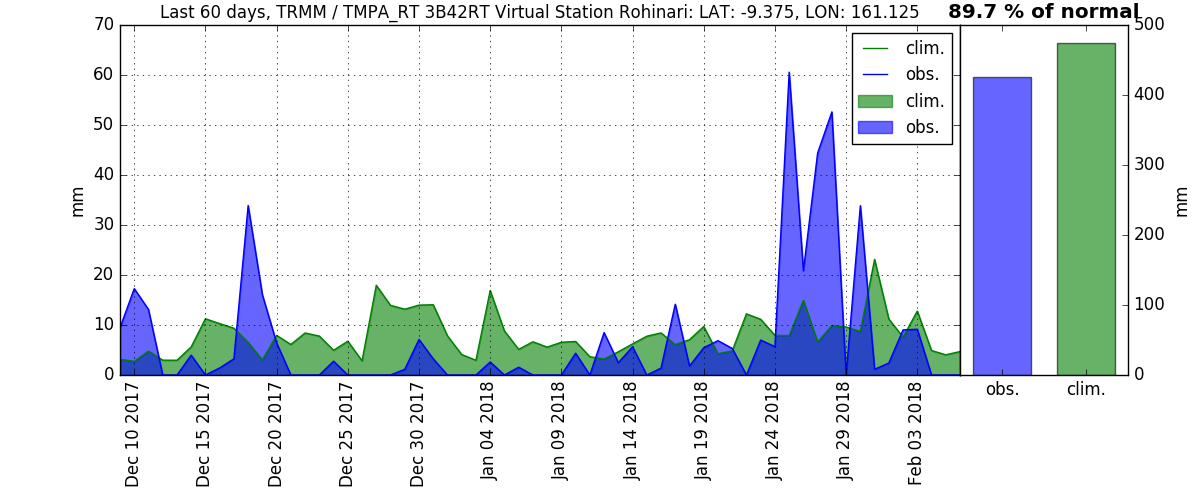 Last 60 days, TRMM / TMPA_RT 3B42RT Virtual Station Rohinari: LAT: -9.375, LON: 161.125
89.7 % of normal
70
60
50
40
30
20
10
0
mm
clim.
obs.
clim.
obs.
Dec 10 2017
Dec 15 2017
Dec 20 2017
Dec 25 2017
Dec 30 2017
Jan 04 2018
Jan 09 2018
Jan 14 2018
Jan 19 2018
Jan 24 2018
Jan 29 2018
Feb 03 2018
500
400
300
200
100
0
mm
obs.
clim.